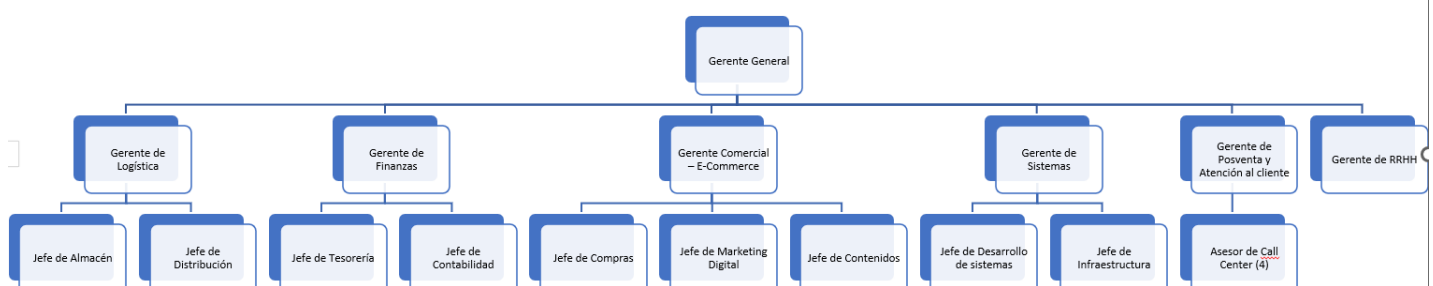 Gerente General
Gerente de
Logística
Gerente de
Finanzas
Gerente Comercial
– E-Commerce
Gerente de
Sistemas
Gerente de
Posventa y
Atención al cliente
Gerente de RRHH
Jefe de Almacén
Jefe de
Distribución
Jefe de Tesorería
Jefe de
Contabilidad
Jefe de Compras
Jefe de Marketing
Digital
Jefe de Contenidos
Jefe de Desarrollo
de sistemas
Jefe de
Infraestructura
Asesor de Call
Center (4)